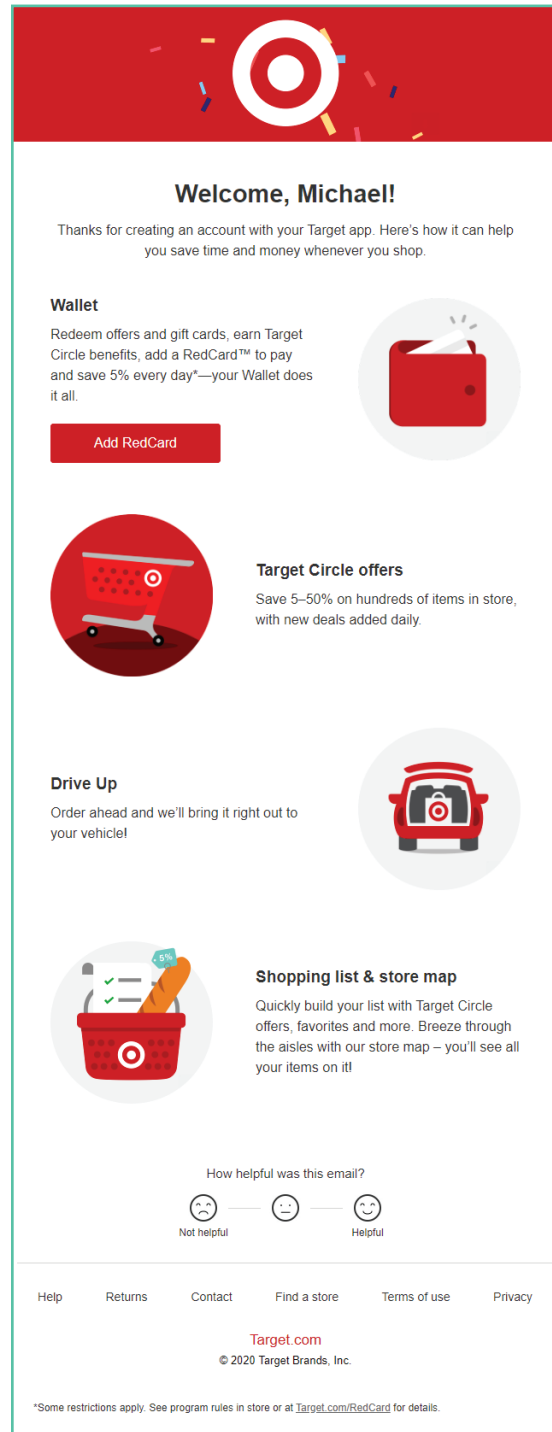 Welcome, Michael!
Thanks for creating an account with your Target app. Here's how it can help
you save time and money whenever you shop.
Wallet
Redeem offers and gift cards, earn Target
Circle benefits, add a RedCard™ to pay
and save 5% every day*—your Wallet does
it all.
Add RedCard
Target Circle offers
Save 5–50% on hundreds of items in store,
with new deals added daily.
Drive Up
Order ahead and we'll bring it right out to
your vehicle!
5%
Shopping list & store map
Quickly build your list with Target Circle
offers, favorites and more. Breeze through
the aisles with our store map – you'll see all
your items on it!
How helpful was this email?
Not helpful Helpful
Help Returns Contact Find a store Terms of use Privacy
Target.com
© 2020 Target Brands, Inc.
*Some restrictions apply. See program rules in store or at Target.com/RedCard for details.